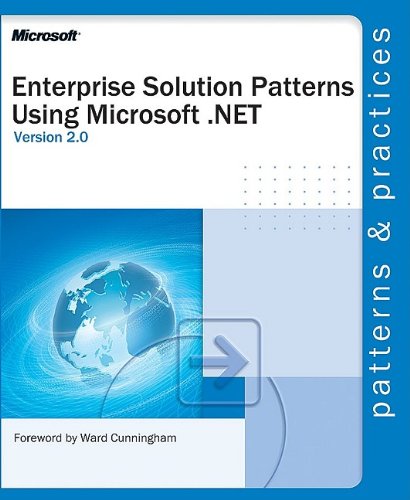 Microsoft®
Enterprise Solution Patterns
Using Microsoft .NET
Version 2.0
patterns & practices
Foreword by Ward Cunningham